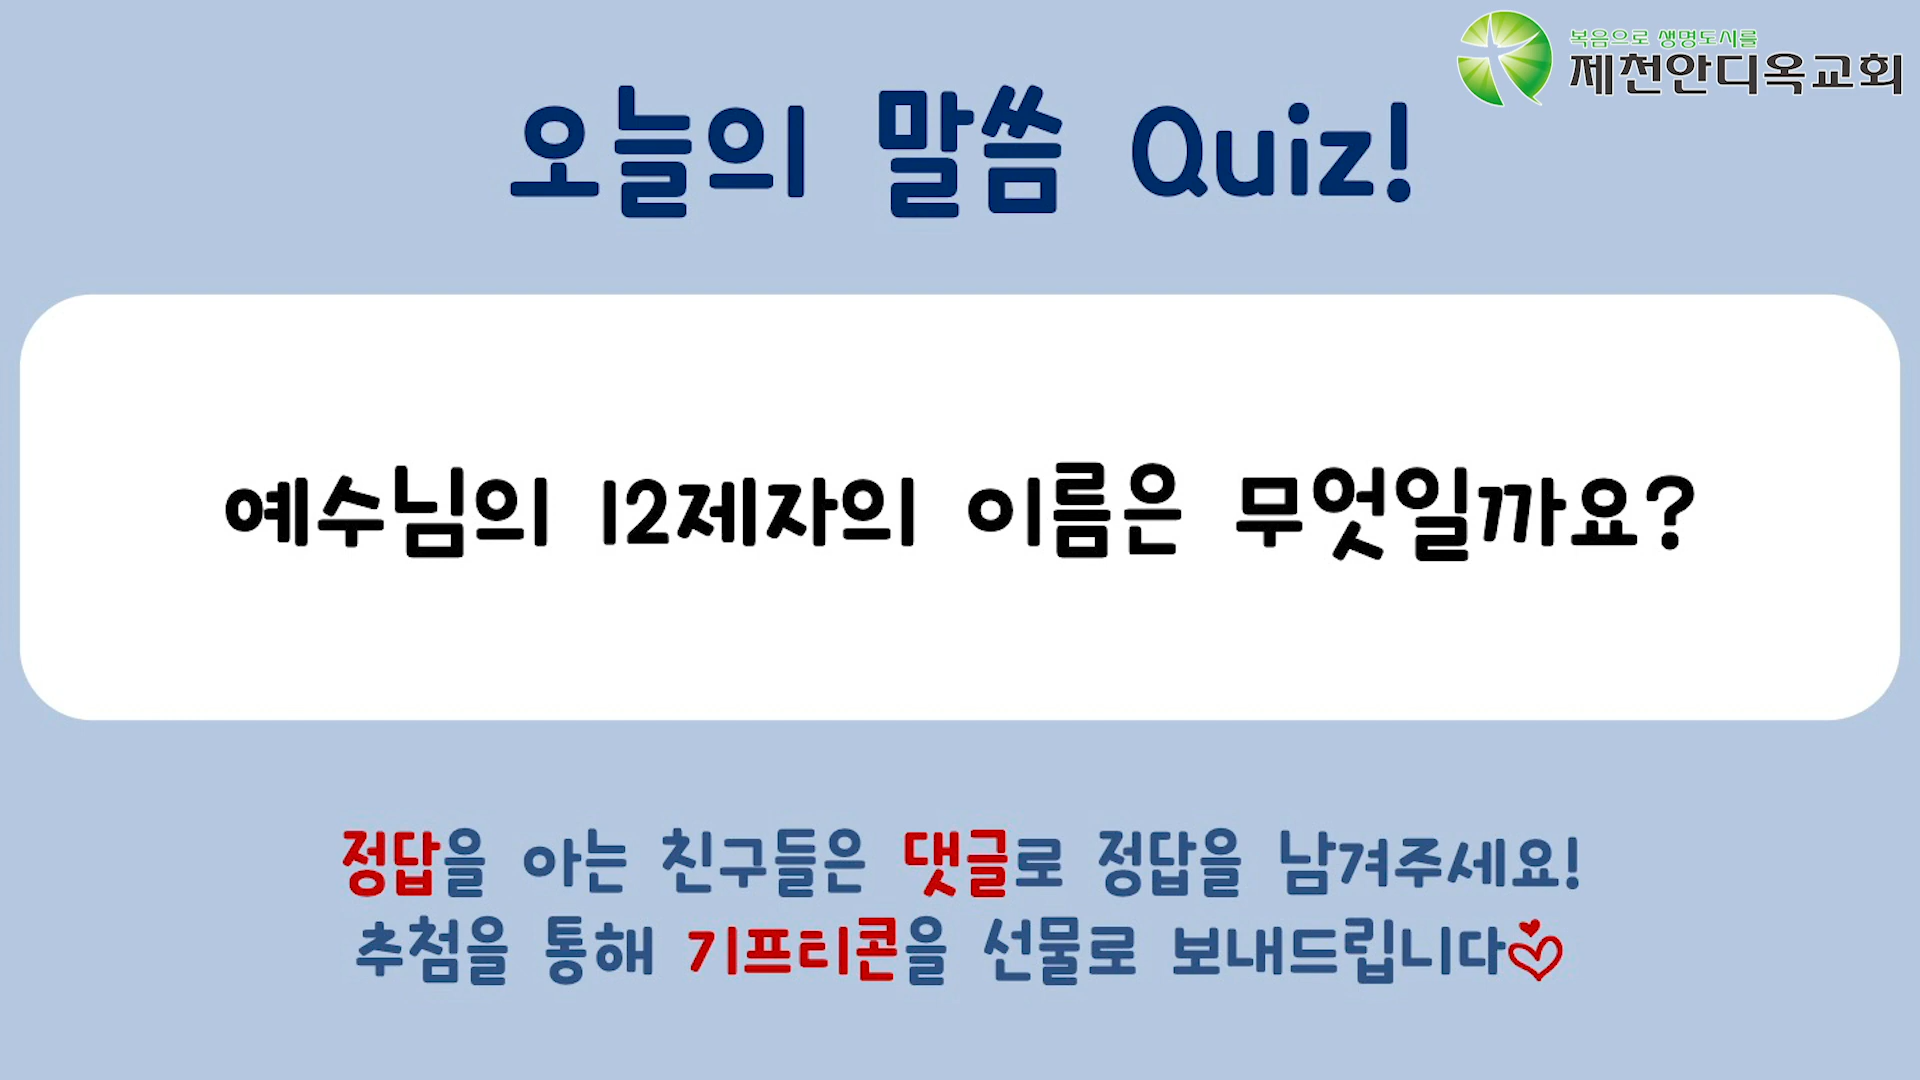 복음으로 생명도시를
제천안디옥교회
오늘의 말씀 Quiz!
예수님의 12제자의 이름은 무엇일까요?
정답을 아는 친구들은 댓글로 정답을 남겨주세요!
추첨을 통해 기프티콘을 선물로 보내드립니다